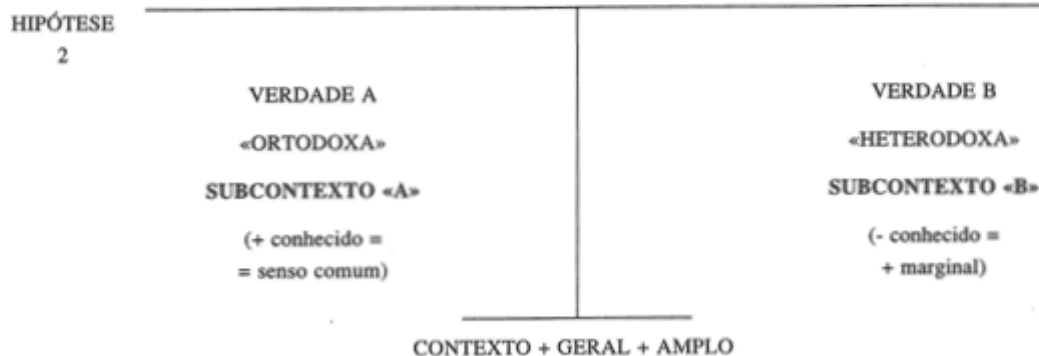 HIPÓTESE
2
VERDADE A
«ORTODOXA»
SUBCONTEXTO «A»
(+ conhecido =
= senso comum)
VERDADE B
«HETERODOXA»
SUBCONTEXTO «B»
(- conhecido =
+ marginal)
CONTEXTO + GERAL + AMPLO